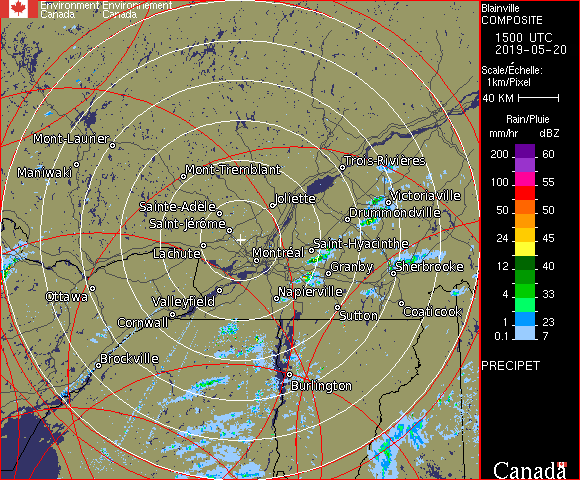 Environment Environnement
Canada Canada
Blainville
COMPOSITE
1500 UTC
2019-05-20
Scale/Échelle:
1km/Pixel
40 KM
Rain/Pluie
mm/hr dBZ
200 60
100 55
50 50
24 45
12 40
4 33
1 23
0.1 7
PRECIPET
Canada
Mont-Laurier
Maniwaki
Mont-Tremblant
Trois-Rivières
Joliette
Victoriaville
Sainte-Adèle
Drummondville
Saint-Jérôme
Lachute
Montréal
Saint-Hyacinthe
Granby
Sherbrooke
Ottawa
Valleyfield
Napierville
Cornwall
Sutton
Coaticook
Brockville
Burlington